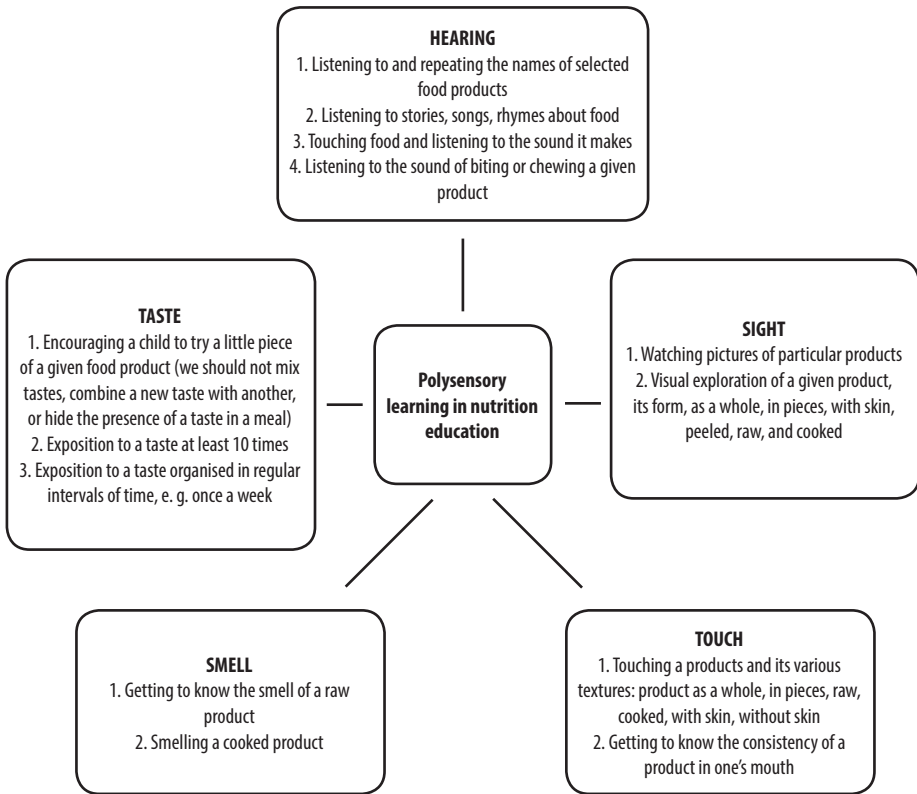 HEARING
1. Listening to and repeating the names of selected
food products
2. Listening to stories, songs, rhymes about food
3. Touching food and listening to the sound it makes
4. Listening to the sound of biting or chewing a given
product
TASTE
1. Encouraging a child to try a little piece
of a given food product (we should not mix
tastes, combine a new taste with another,
or hide the presence of a taste in a meal)
2. Exposition to a taste at least 10 times
3. Exposition to a taste organised in regular
intervals of time, e. g. once a week
Polysensory
learning in nutrition
education
SIGHT
1. Watching pictures of particular products
2. Visual exploration of a given product,
its form, as a whole, in pieces, with skin,
peeled, raw, and cooked
SMELL
1. Getting to know the smell of a raw
product
2. Smelling a cooked product
TOUCH
1. Touching a products and its various
textures: product as a whole, in pieces, raw,
cooked, with skin, without skin
2. Getting to know the consistency of a
product in one's mouth